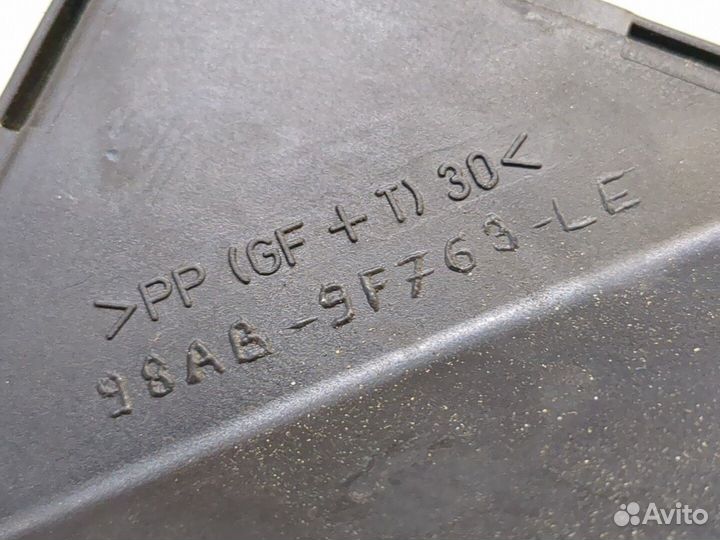 >PP (GF + T) 30<
98AB-9F763-LE
Avito